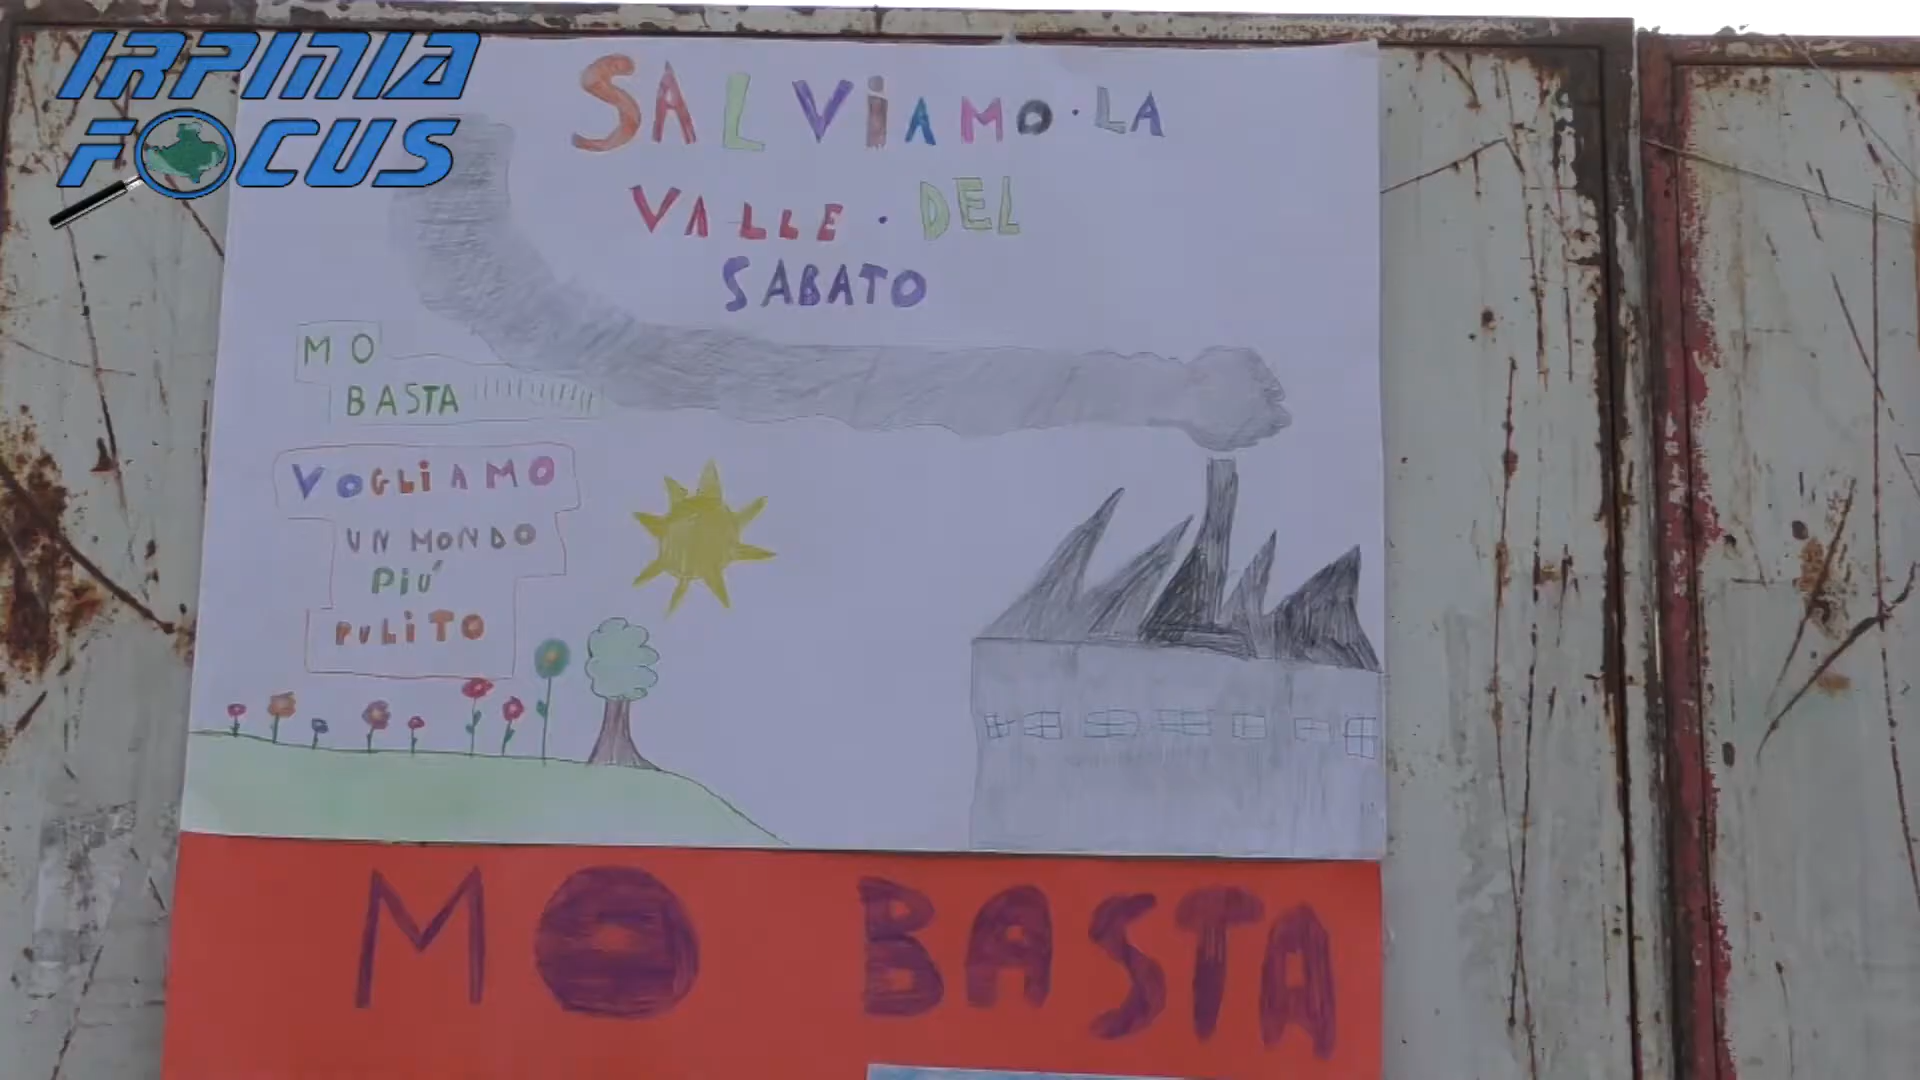 IRPINIA
FOCUS
SALViAMO·LA
VALLE·DEL
SABATO
MO
BASTA
VOGLiAMO
UN MONDO
PiU'
PULiTO
MO BASTA